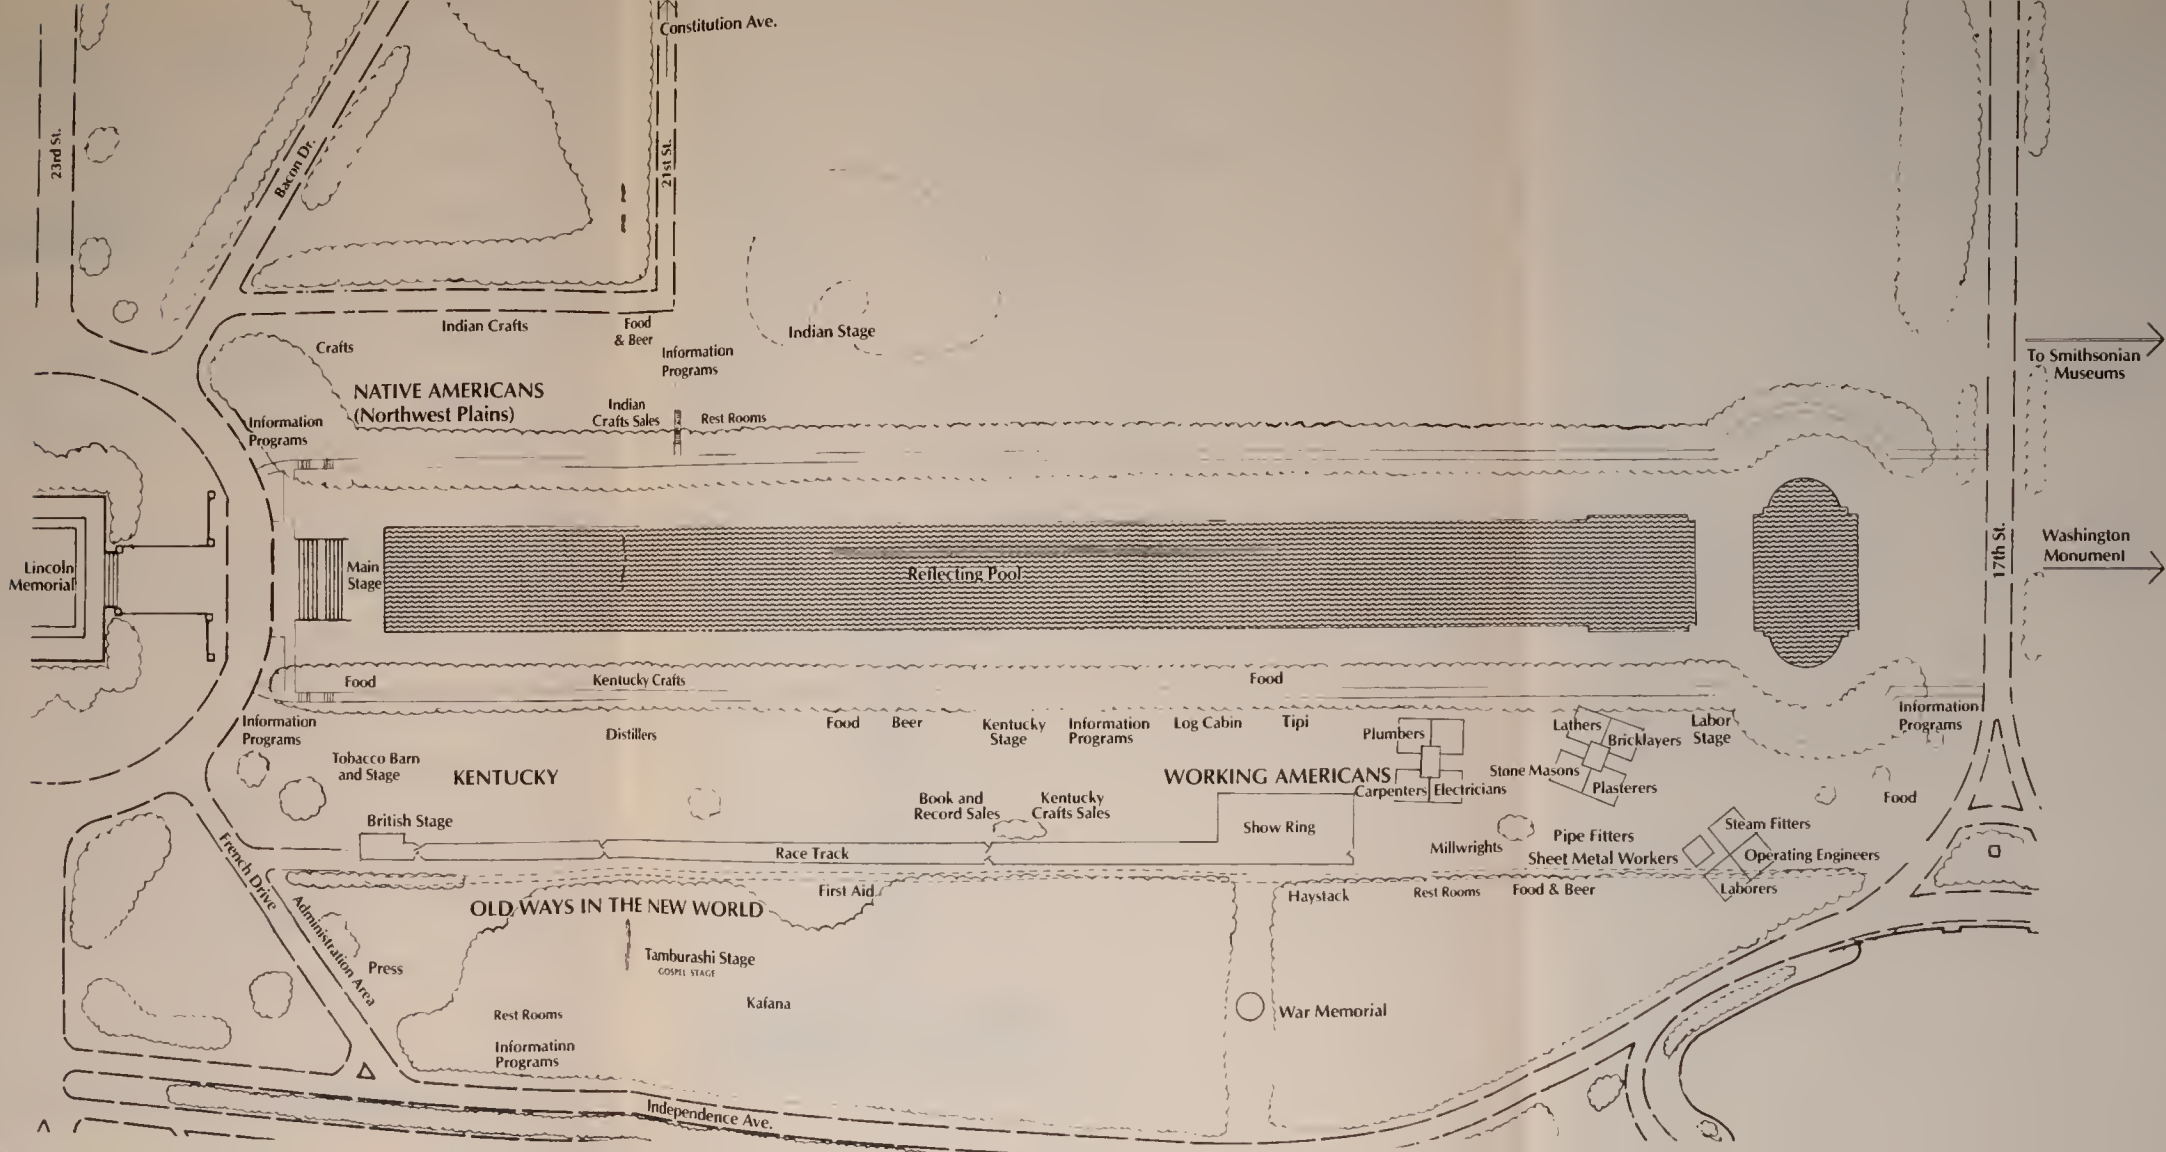 Constitution Ave.
23rd St.
Bacon Dr.
21st St.
Indian Crafts
Food
& Beer
Indian Stage
Crafts
Information
Programs
To Smithsonian
Museums
NATIVE AMERICANS
(Northwest Plains)
Indian
Crafts Sales
Rest Rooms
Information
Programs
Lincoln
Memorial
Main
Stage
Reflecting Pool
17th St.
Washington
Monument
Food
Kentucky Crafts
Food
Information
Programs
Information
Programs
Distillers
Food
Beer
Kentucky
Stage
Information
Programs
Log Cabin
Tipi
Plumbers
Lathers
Bricklayers
Labor
Stage
Tobacco Barn
and Stage
KENTUCKY
WORKING AMERICANS
Stone Masons
Carpenters
Electricians
Plasterers
Book and
Record Sales
Kentucky
Crafts Sales
Food
British Stage
Show Ring
Race Track
Millwrights
Pipe Fitters
Sheet Metal Workers
Steam Fitters
Operating Engineers
Laborers
French Drive
First Aid
Haystack
Rest Rooms
Food & Beer
OLD WAYS IN THE NEW WORLD
Administration Area
Press
Tamburashi Stage
GOSPEL STAGE
Kafana
War Memorial
Rest Rooms
Informatinn
Programs
Independence Ave.